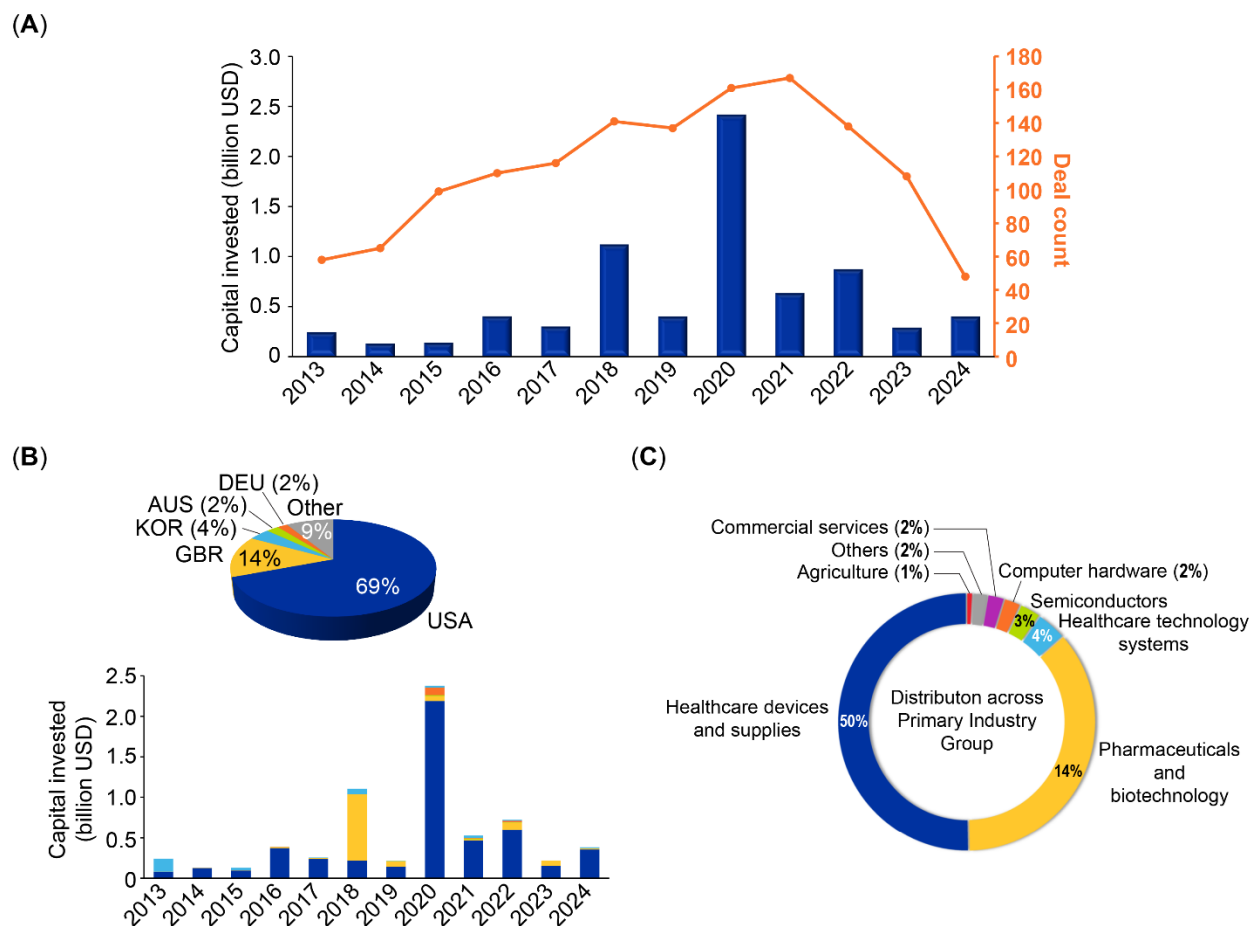 (A)
Capital invested (billion USD)
3.0
2.5
2.0
1.5
1.0
0.5
0
180
160
140
120
100
80
60
40
20
0
Deal count
2013
2014
2015
2016
2017
2018
2019
2020
2021
2022
2023
2024
(B)
DEU (2%)
AUS (2%)
Other
KOR (4%)
9%
GBR
14%
69%
USA
Capital invested
(billion USD)
2.5
2.0
1.0
0.5
0
2013
2014
2015
2016
2017
2018
2019
2020
2021
2022
2023
2024
(C)
Commercial services (2%)
Others (2%)
Agriculture (1%)
Computer hardware (2%)
Semiconductors
3%
Healthcare technology
systems
4%
Healthcare devices
and supplies
50%
Distributon across
Primary Industry
Group
Pharmaceuticals
and
biotechnology
14%